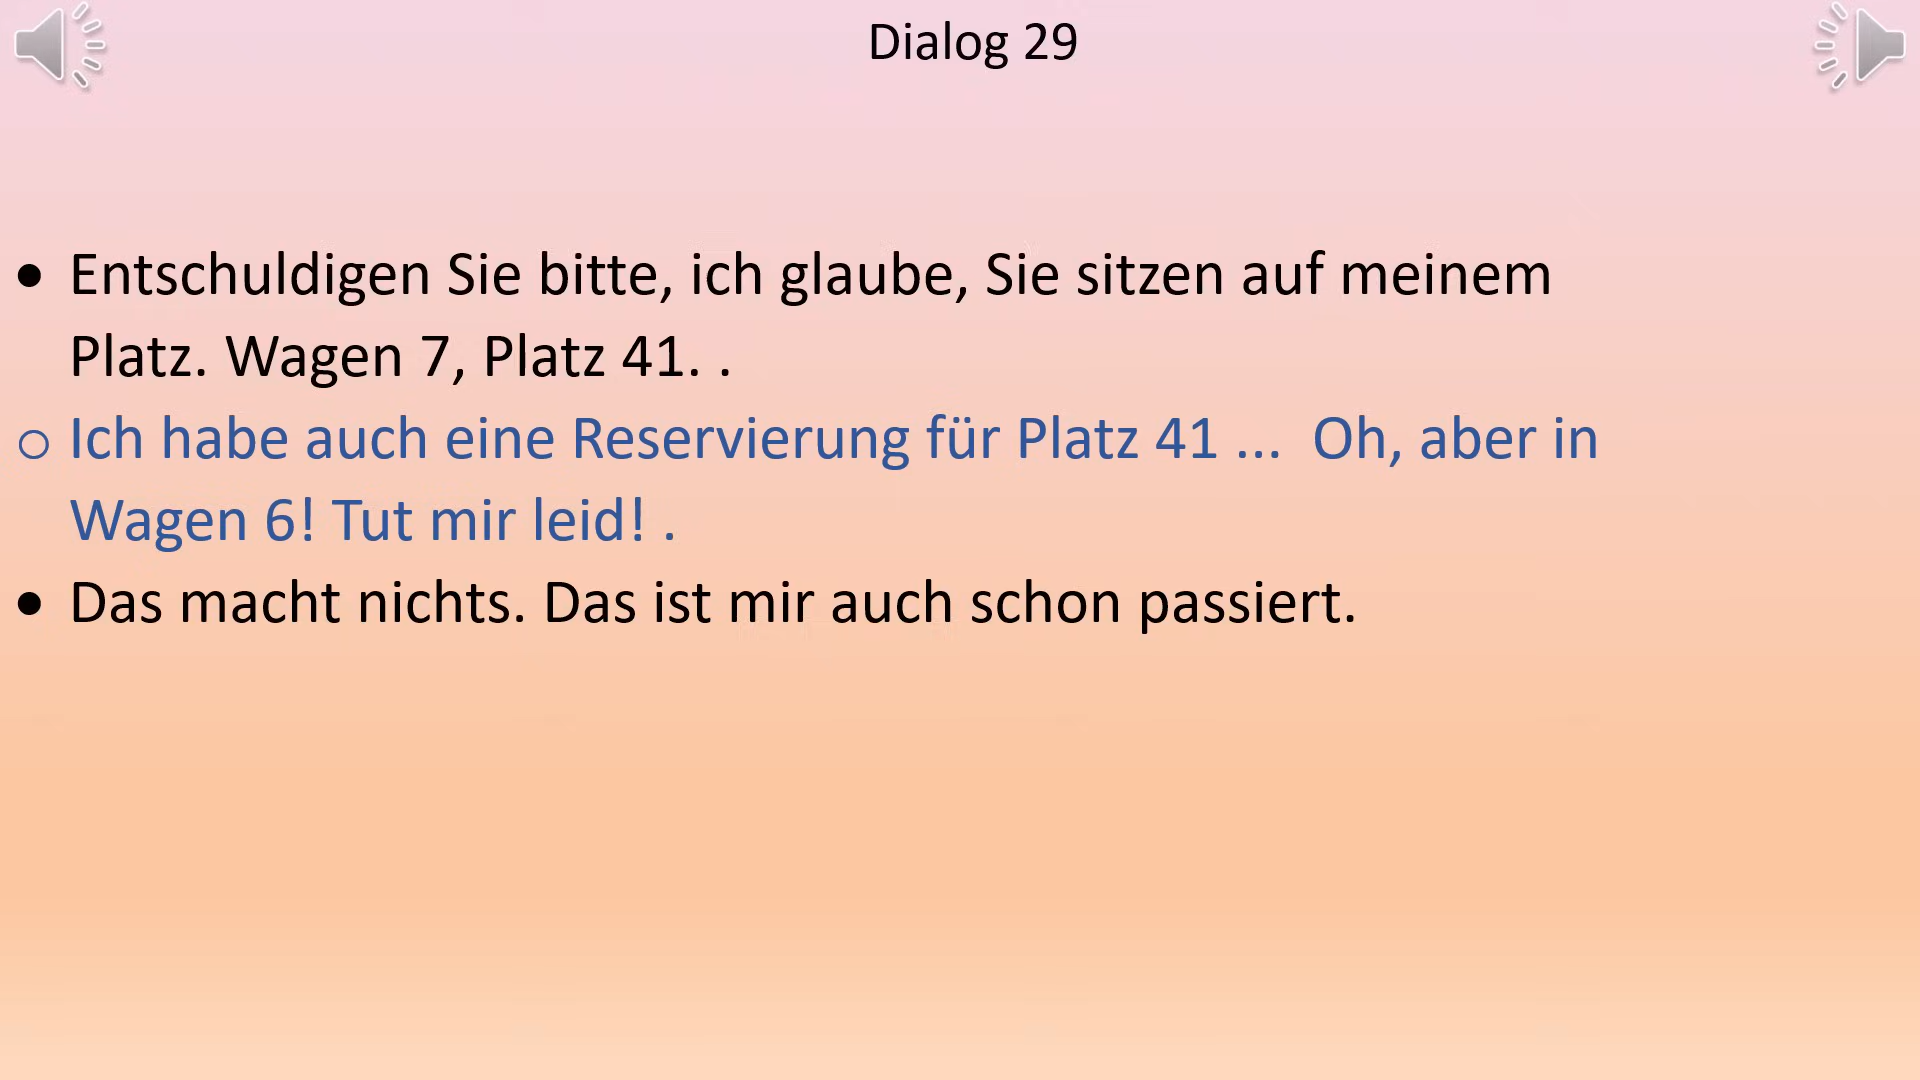 Dialog 29
• Entschuldigen Sie bitte, ich glaube, Sie sitzen auf meinem
Platz. Wagen 7, Platz 41. .
o Ich habe auch eine Reservierung für Platz 41 ...  Oh, aber in
Wagen 6! Tut mir leid! .
• Das macht nichts. Das ist mir auch schon passiert.